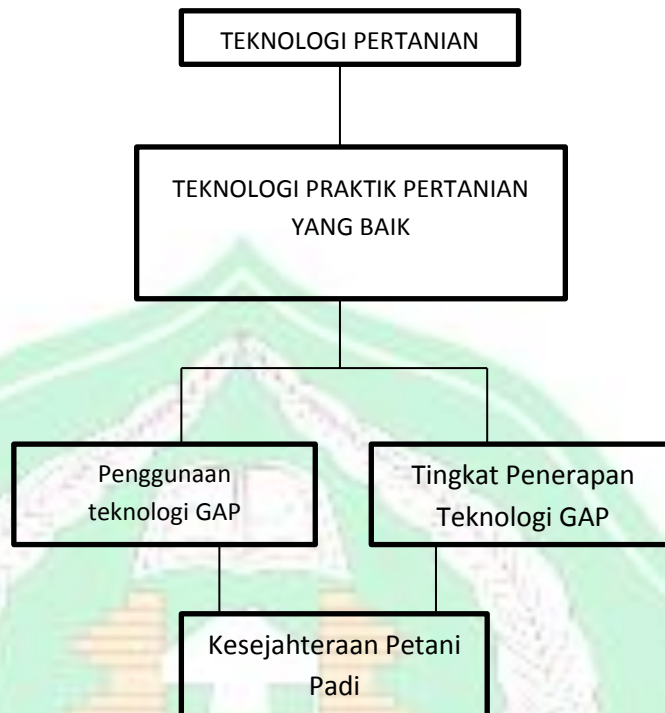 TEKNOLOGI PERTANIAN
TEKNOLOGI PRAKTIK PERTANIAN
YANG BAIK
Penggunaan
teknologi GAP
Tingkat Penerapan
Teknologi GAP
Kesejahteraan Petani
Padi